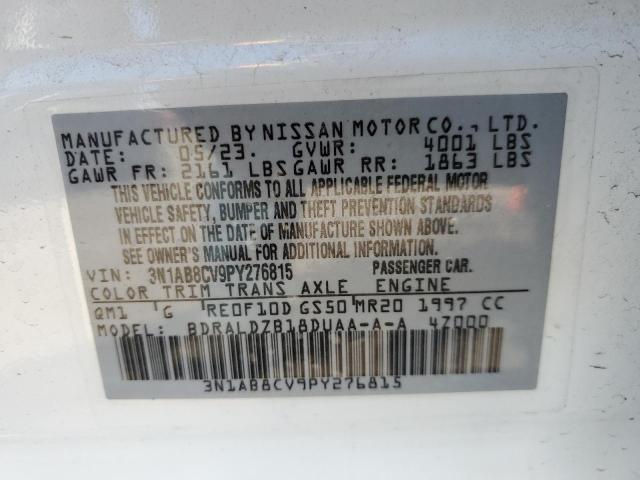 MANUFACTURED BY NISSAN MOTOR CO., LTD.
DATE: 05/23. GVWR: 4001 LBS
GAWR FR: 2161 LBS GAWR RR: 1863 LBS
THIS VEHICLE CONFORMS TO ALL APPLICABLE FEDERAL MOTOR
VEHICLE SAFETY, BUMPER AND THEFT PREVENTION STANDARDS
IN EFFECT ON THE DATE OF MANUFACTURE SHOWN ABOVE.
SEE OWNER'S MANUAL FOR ADDITIONAL INFORMATION.
VIN: 3N1AB8CV9PY276815 PASSENGER CAR.
COLOR TRIM TRANS AXLE ENGINE
QM1 G RE0F10D GS50 MR20 1997 CC
MODEL: BDRALDZB18DUAA-A-A 4Z000
3N1AB8CV9PY276815